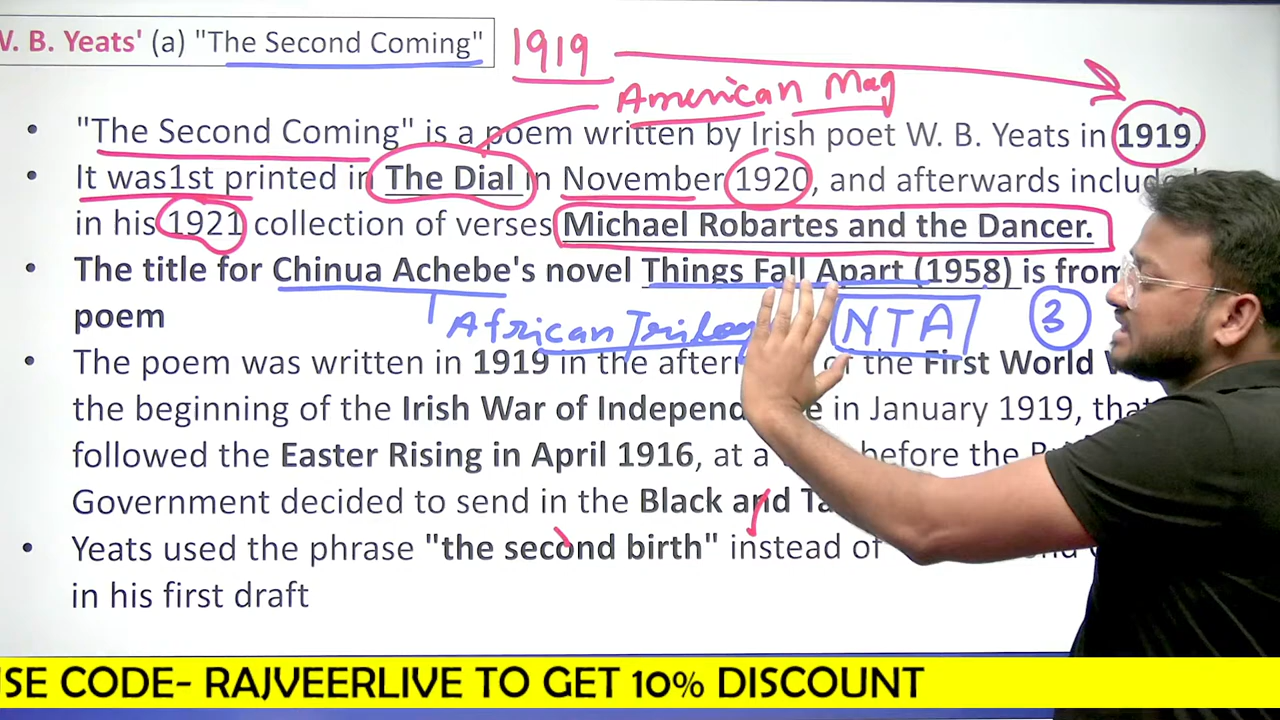 W. B. Yeats' (a) "The Second Coming" 1919
American Mag
• "The Second Coming" is a poem written by Irish poet W. B. Yeats in 1919.
• It was1st printed in The Dial in November 1920, and afterwards included
in his 1921 collection of verses Michael Robartes and the Dancer.
• The title for Chinua Achebe's novel Things Fall Apart (1958) is from
poem
African NTA 3
• The poem was written in 1919 in the of the First World
the beginning of the Irish War of in January 1919,
followed the Easter Rising in April 1916, at a before the
Government decided to send in the Black and
• Yeats used the phrase "the second birth" instead of
in his first draft
USE CODE- RAJVEERLIVE TO GET 10% DISCOUNT